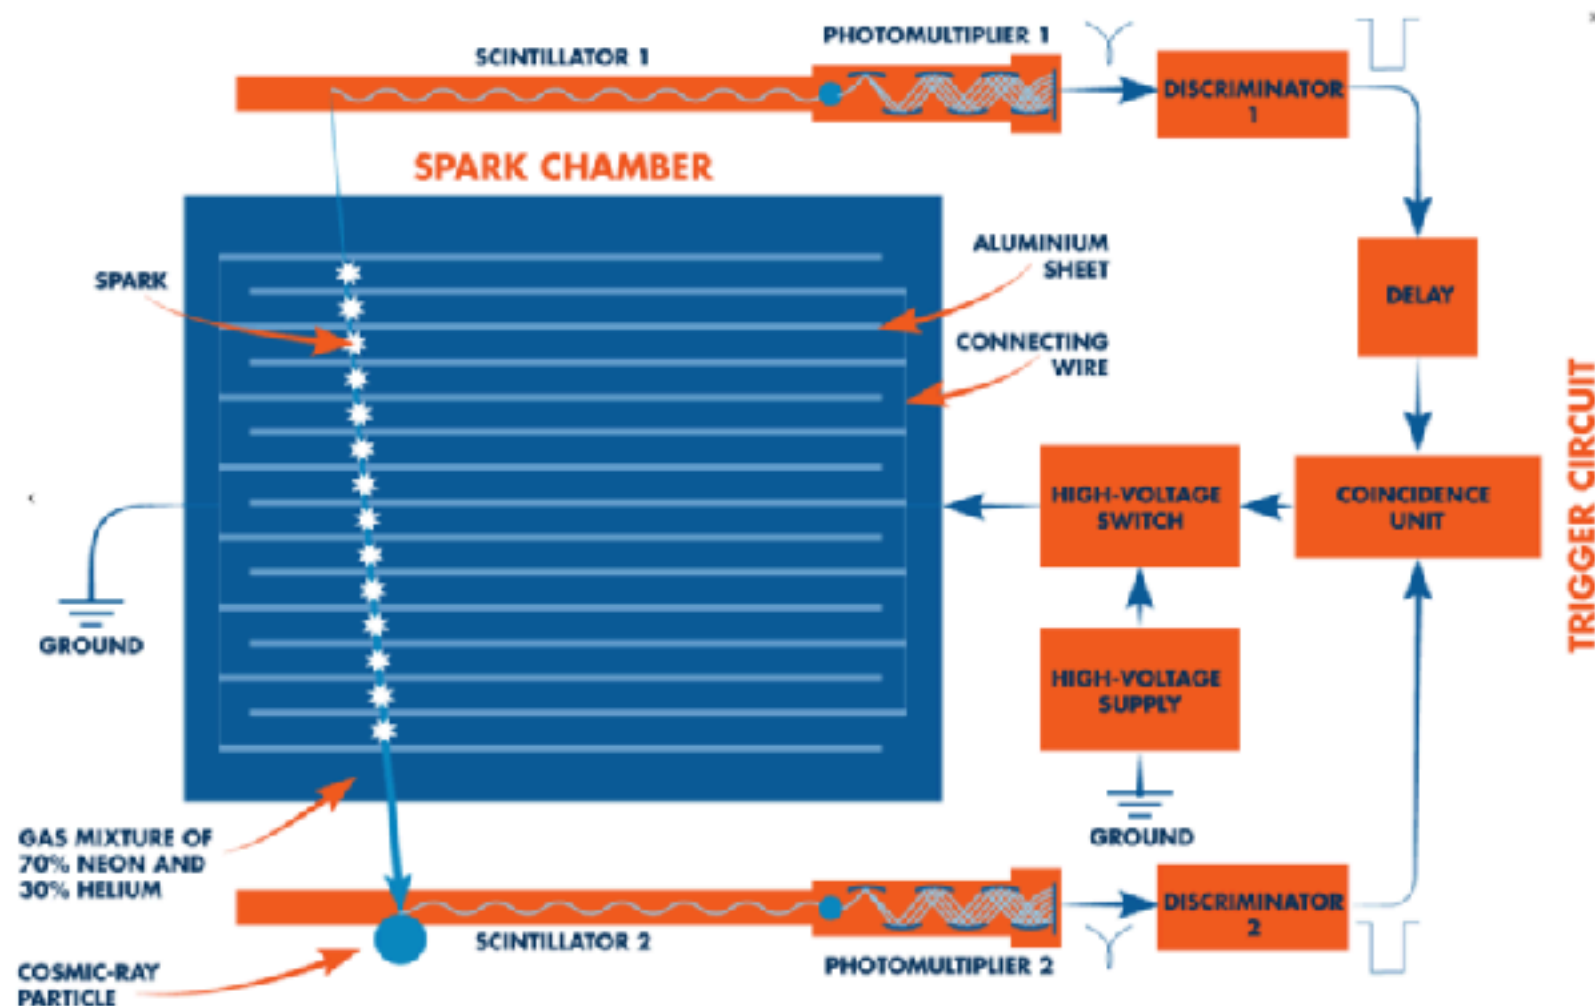 PHOTOMULTIPLIER 1
SCINTILLATOR 1
DISCRIMINATOR
1
SPARK CHAMBER
ALUMINIUM
SHEET
SPARK
DELAY
CONNECTING
WIRE
TRIGGER CIRCUIT
HIGH-VOLTAGE
SWITCH
COINCIDENCE
UNIT
GROUND
HIGH-VOLTAGE
SUPPLY
GROUND
GAS MIXTURE OF
70% NEON AND
30% HELIUM
DISCRIMINATOR
2
SCINTILLATOR 2
PHOTOMULTIPLIER 2
COSMIC-RAY
PARTICLE